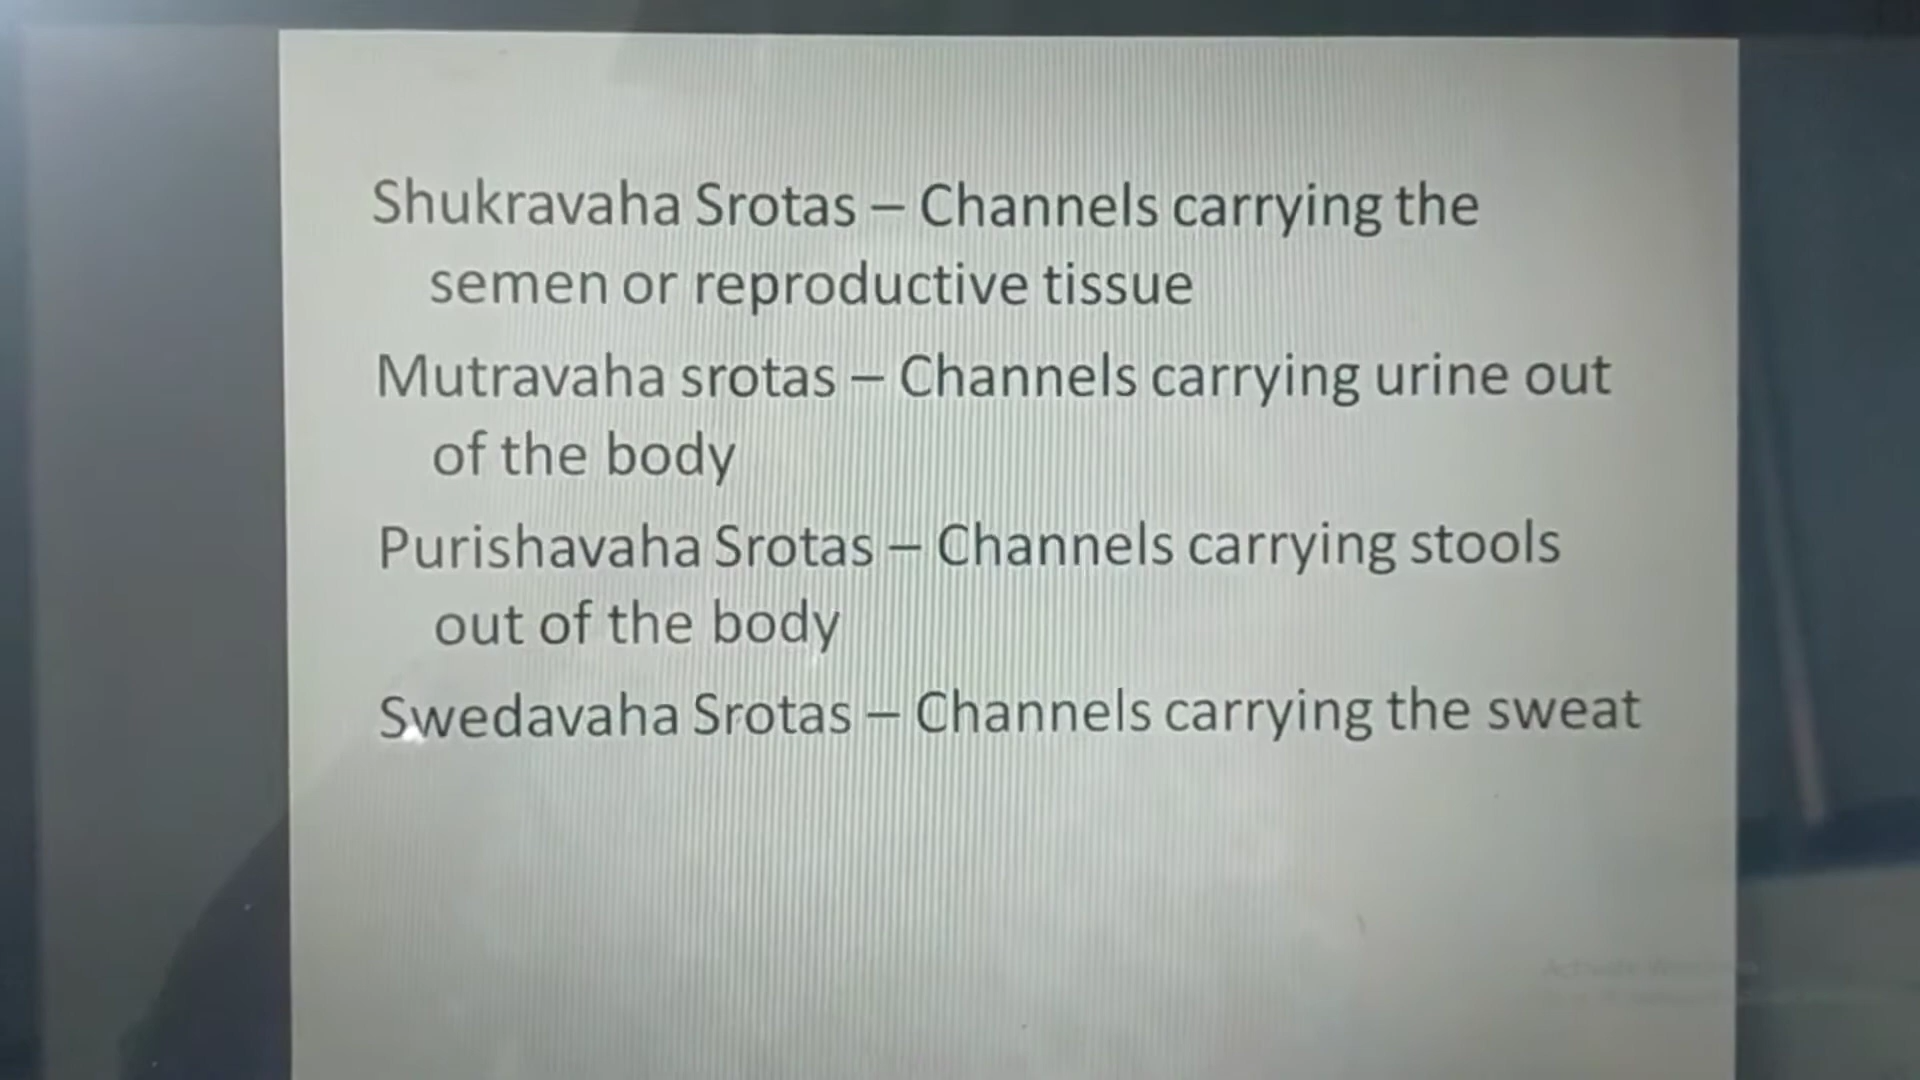 Shukravaha Srotas – Channels carrying the
semen or reproductive tissue
Mutravaha srotas – Channels carrying urine out
of the body
Purishavaha Srotas – Channels carrying stools
out of the body
Swedavaha Srotas – Channels carrying the sweat